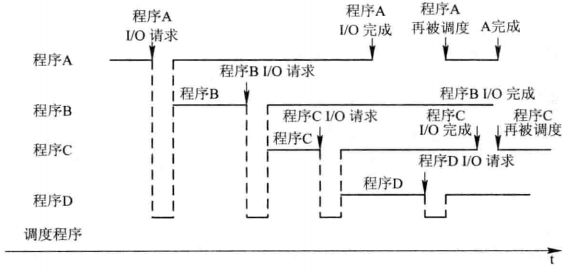 程序A
I/O 请求
程序A
I/O 完成
程序A
再被调度
A完成
程序A
程序B I/O 请求
程序B
程序B
程序B I/O 完成
程序C I/O 请求
程序C
I/O 完成
程序C
再被调度
程序C
程序C
程序D I/O 请求
程序D
程序D
调度程序
t